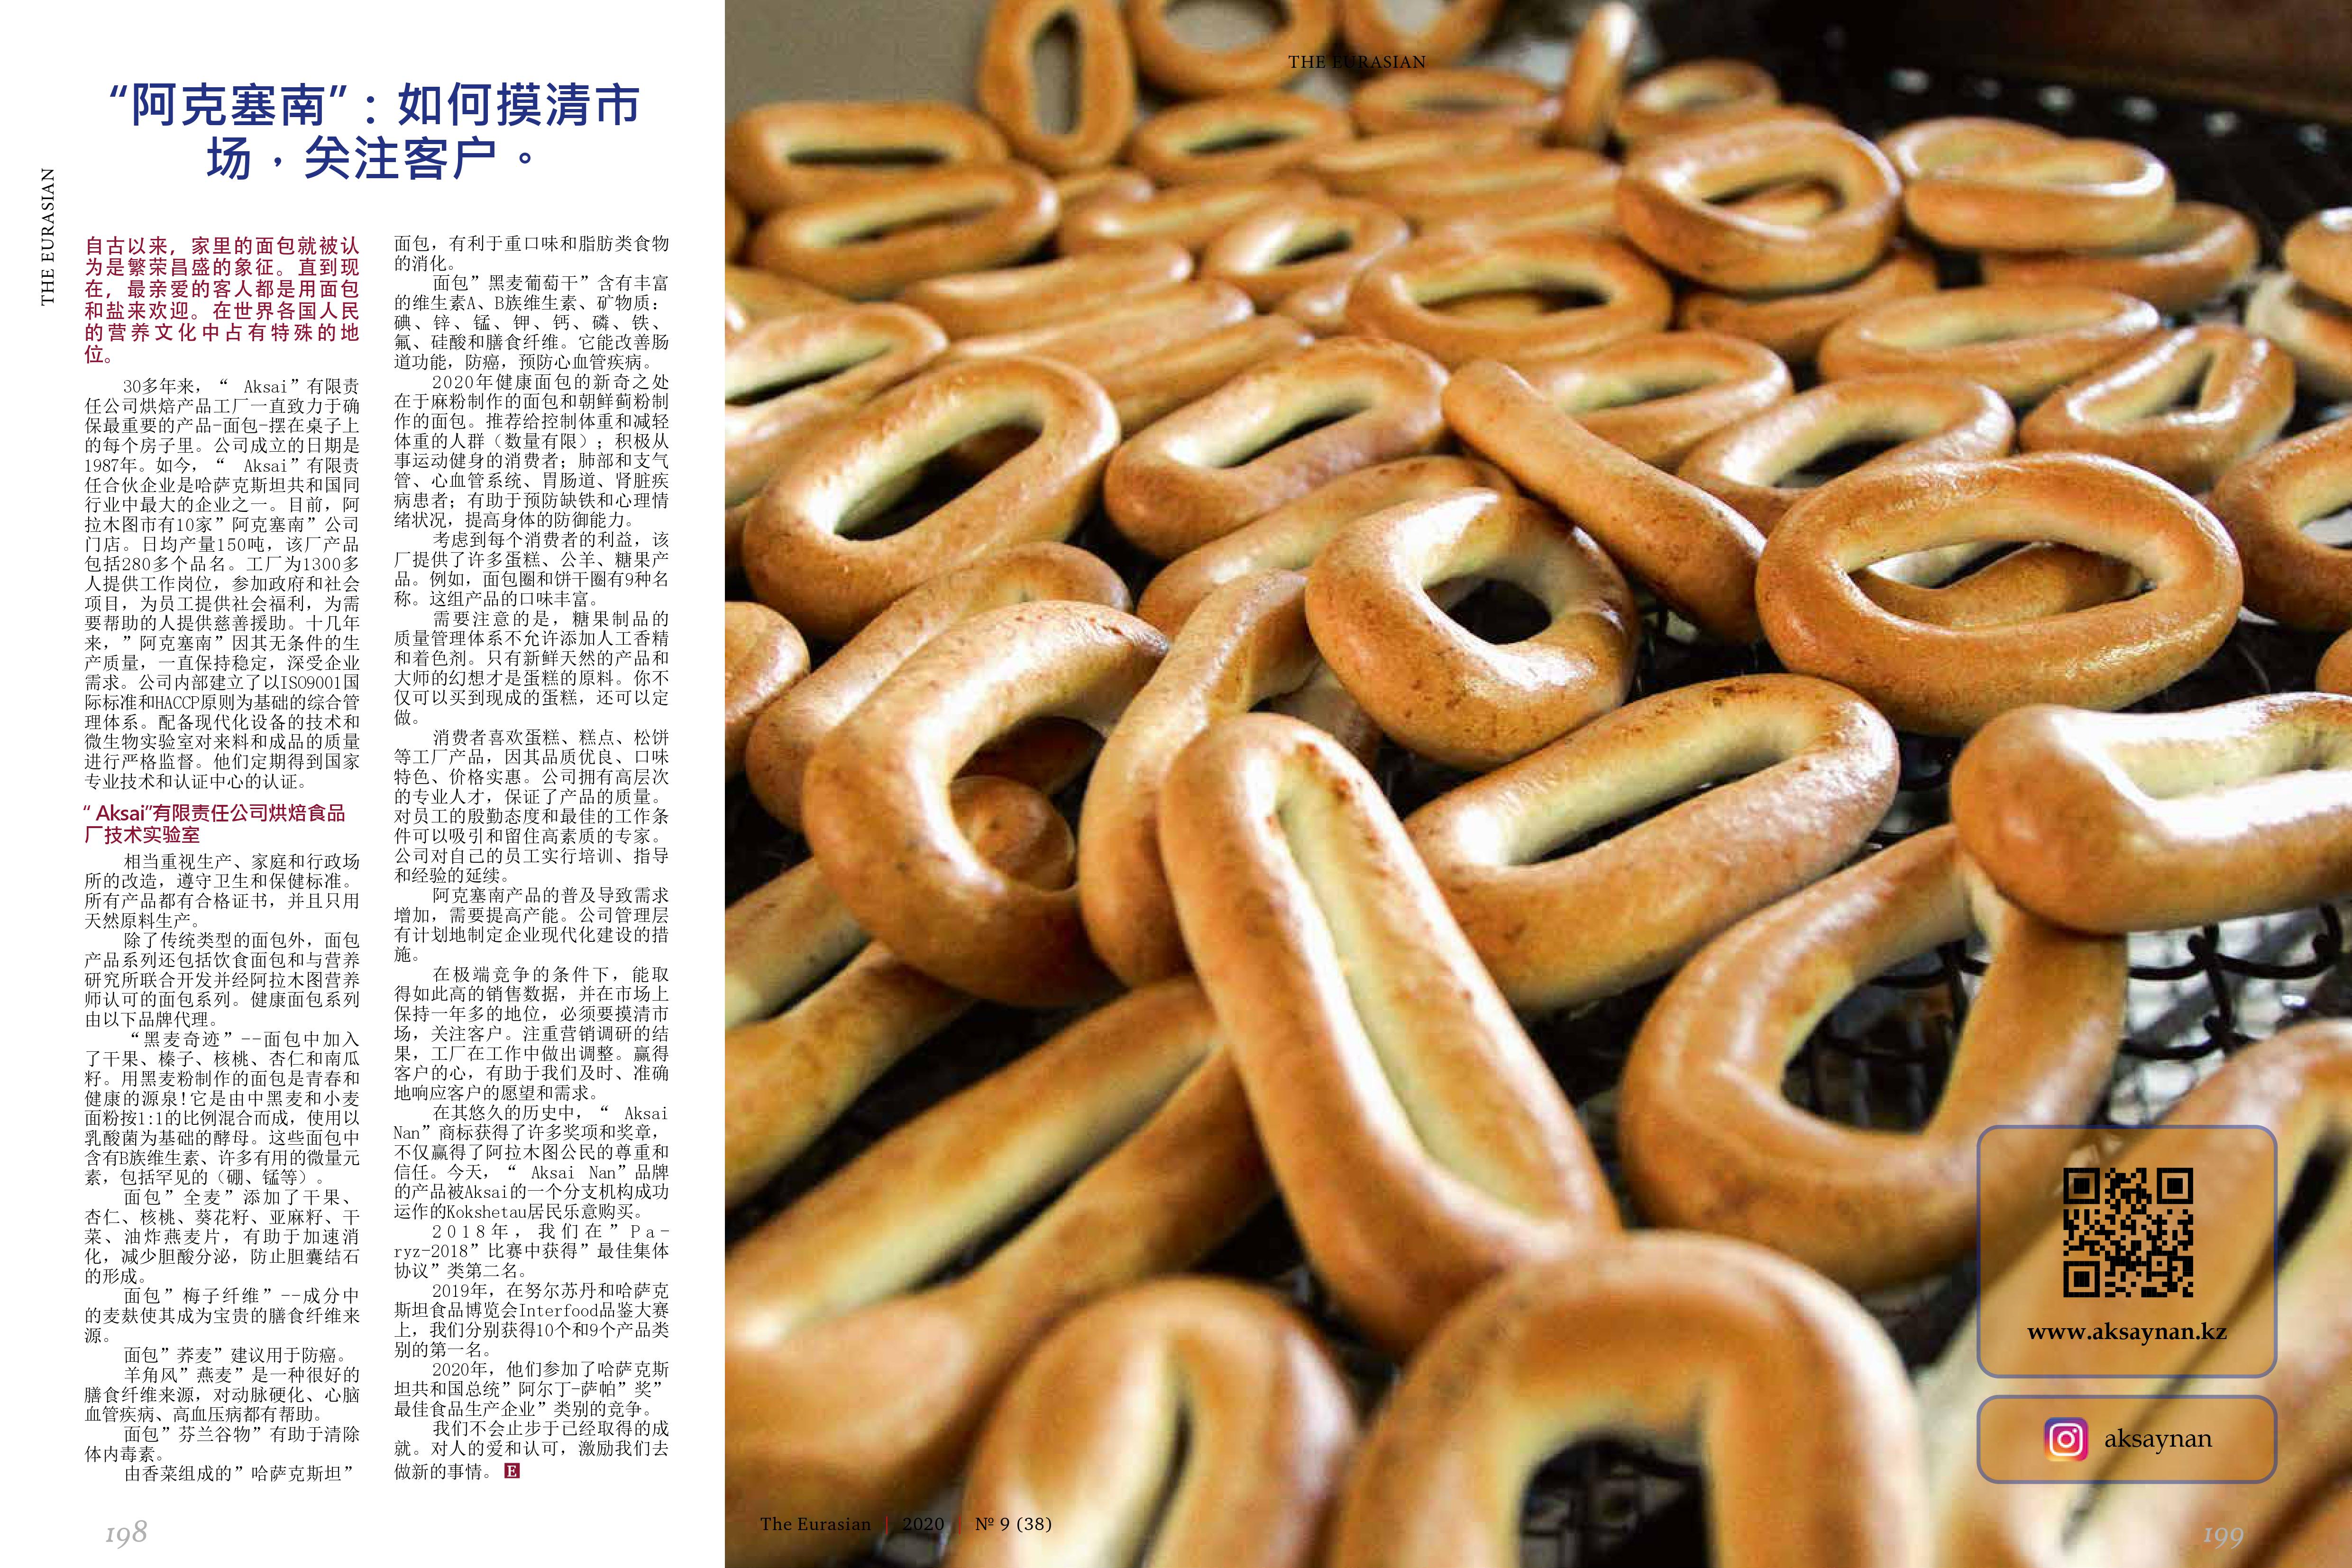 THE EURASIAN
“阿克塞南”：如何摸清市
场，关注客户。
自古以来，家里的面包就被认
为是繁荣昌盛的象征。直到现
在，最亲爱的客人都是用面包
和盐来欢迎。在世界各国人民
的营养文化中占有特殊的地
位。
30多年来，“ Aksai”有限责
任公司烘焙产品工厂一直致力于确
保最重要的产品-面包-摆在桌子上
的每个房子里。公司成立的日期是
1987年。如今，“ Aksai”有限责
任合伙企业是哈萨克斯坦共和国同
行业中最大的企业之一。目前，阿
拉木图市有10家”阿克塞南”公司
门店。日均产量150吨，该厂产品
包括280多个品名。工厂为1300多
人提供工作岗位，参加政府和社会
项目，为员工提供社会福利，为需
要帮助的人提供慈善援助。十几年
来，”阿克塞南”因其无条件的生
产质量，一直保持稳定，深受企业
需求。公司内部建立了以ISO9001国
际标准和HACCP原则为基础的综合管
理体系。配备现代化设备的技术和
微生物实验室对来料和成品的质量
进行严格监督。他们定期得到国家
专业技术和认证中心的认证。
“ Aksai”有限责任公司烘焙食品
厂技术实验室
相当重视生产、家庭和行政场
所的改造，遵守卫生和保健标准。
所有产品都有合格证书，并且只用
天然原料生产。
除了传统类型的面包外，面包
产品系列还包括饮食面包和与营养
研究所联合开发并经阿拉木图营养
师认可的面包系列。健康面包系列
由以下品牌代理。
“黑麦奇迹”--面包中加入
了干果、榛子、核桃、杏仁和南瓜
籽。用黑麦粉制作的面包是青春和
健康的源泉!它是由中黑麦和小麦
面粉按1:1的比例混合而成，使用以
乳酸菌为基础的酵母。这些面包中
含有B族维生素、许多有用的微量元
素，包括罕见的（硼、锰等）。
面包”全麦”添加了干果、
杏仁、核桃、葵花籽、亚麻籽、干
菜、油炸燕麦片，有助于加速消
化，减少胆酸分泌，防止胆囊结石
的形成。
面包”梅子纤维”--成分中
的麦麸使其成为宝贵的膳食纤维来
源。
面包”荞麦”建议用于防癌。
羊角风”燕麦”是一种很好的
膳食纤维来源，对动脉硬化、心脑
血管疾病、高血压病都有帮助。
面包”芬兰谷物”有助于清除
体内毒素。
由香菜组成的”哈萨克斯坦”
面包，有利于重口味和脂肪类食物
的消化。
面包”黑麦葡萄干”含有丰富
的维生素A、B族维生素、矿物质：
碘、锌、锰、钾、钙、磷、铁、
氟、硅酸和膳食纤维。它能改善肠
道功能，防癌，预防心血管疾病。
2020年健康面包的新奇之处
在于麻粉制作的面包和朝鲜蓟粉制
作的面包。推荐给控制体重和减轻
体重的人群（数量有限）；积极从
事运动健身的消费者；肺部和支气
管、心血管系统、胃肠道、肾脏疾
病患者；有助于预防缺铁和心理情
绪状况，提高身体的防御能力。
考虑到每个消费者的利益，该
厂提供了许多蛋糕、公羊、糖果产
品。例如，面包圈和饼干圈有9种名
称。这组产品的口味丰富。
需要注意的是，糖果制品的
质量管理体系不允许添加人工香精
和着色剂。只有新鲜天然的产品和
大师的幻想才是蛋糕的原料。你不
仅可以买到现成的蛋糕，还可以定
做。
消费者喜欢蛋糕、糕点、松饼
等工厂产品，因其品质优良、口味
特色、价格实惠。公司拥有高层次
的专业人才，保证了产品的质量。
对员工的殷勤态度和最佳的工作条
件可以吸引和留住高素质的专家。
公司对自己的员工实行培训、指导
和经验的延续。
阿克塞南产品的普及导致需求
增加，需要提高产能。公司管理层
有计划地制定企业现代化建设的措
施。
在极端竞争的条件下，能取
得如此高的销售数据，并在市场上
保持一年多的地位，必须要摸清市
场，关注客户。注重营销调研的结
果，工厂在工作中做出调整。赢得
客户的心，有助于我们及时、准确
地响应客户的愿望和需求。
在其悠久的历史中，“ Aksai
Nan”商标获得了许多奖项和奖章，
不仅赢得了阿拉木图公民的尊重和
信任。今天，“ Aksai Nan”品牌
的产品被Aksai的一个分支机构成功
运作的Kokshetau居民乐意购买。
2018年，我们在”Pa-
ryz-2018”比赛中获得”最佳集体
协议”类第二名。
2019年，在努尔苏丹和哈萨克
斯坦食品博览会Interfood品鉴大赛
上，我们分别获得10个和9个产品类
别的第一名。
2020年，他们参加了哈萨克斯
坦共和国总统”阿尔丁-萨帕”奖”
最佳食品生产企业”类别的竞争。
我们不会止步于已经取得的成
就。对人的爱和认可，激励我们去
做新的事情。E
198
THE EURASIAN
www.aksaynan.kz
aksaynan
The Eurasian | 2020 | № 9 (38)
199